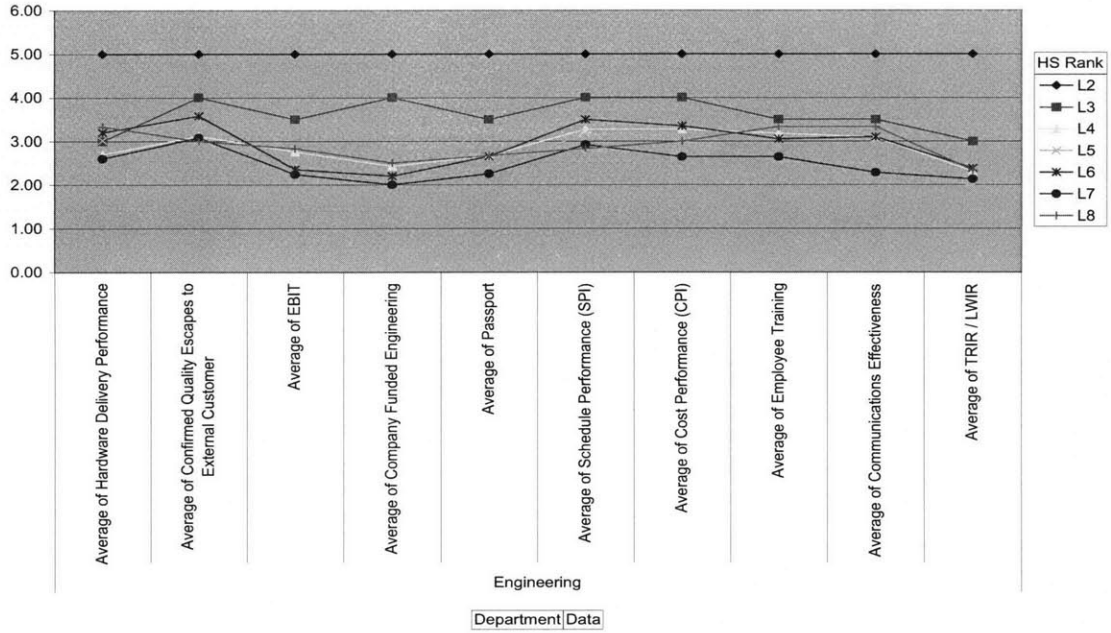 6.00
5.00
4.00
3.00
2.00
1.00
0.00
HS Rank
L2
L3
L4
L5
L6
L7
L8
Average of Hardware Delivery Performance
Average of Confirmed Quality Escapes to
External Customer
Average of EBIT
Average of Company Funded Engineering
Average of Passport
Average of Schedule Performance (SPI)
Average of Cost Performance (CPI)
Average of Employee Training
Average of Communications Effectiveness
Average of TRIR / LWIR
Engineering
Department Data